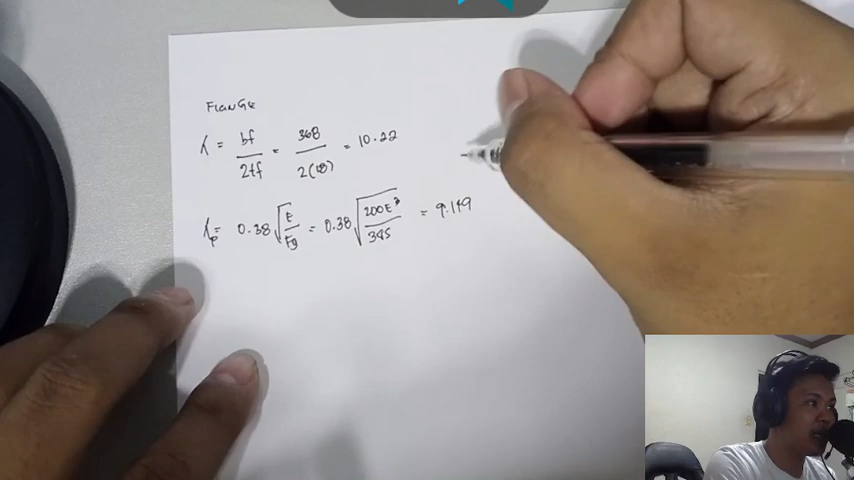 FLANGE
λ = bf/2tf = 368/2(18) = 10.22
λp = 0.38√(E/Fy) = 0.38√(200E³/345) = 9.149